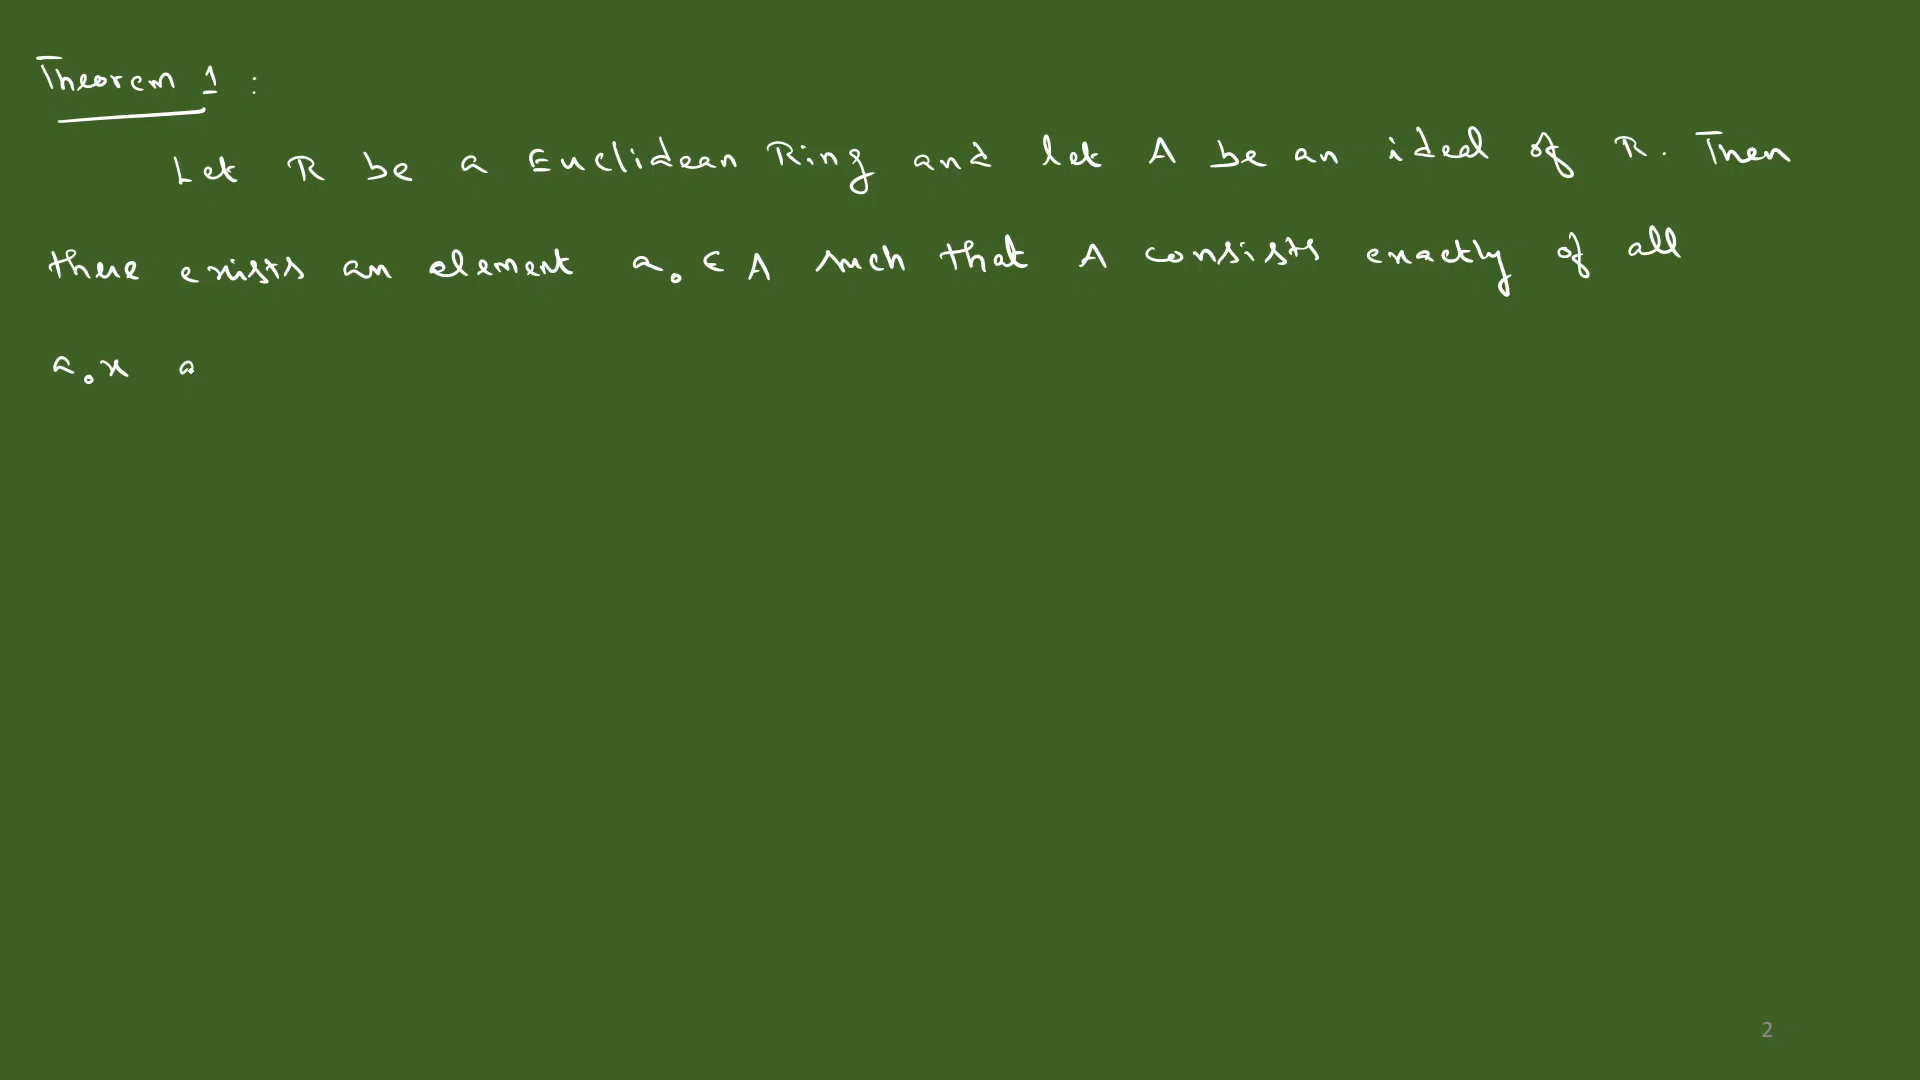 Theorem 1 :
Let R be a Euclidean Ring and let A be an ideal of R. Then
there exists an element a₀ ∈ A such that A consists exactly of all
a₀x a
2